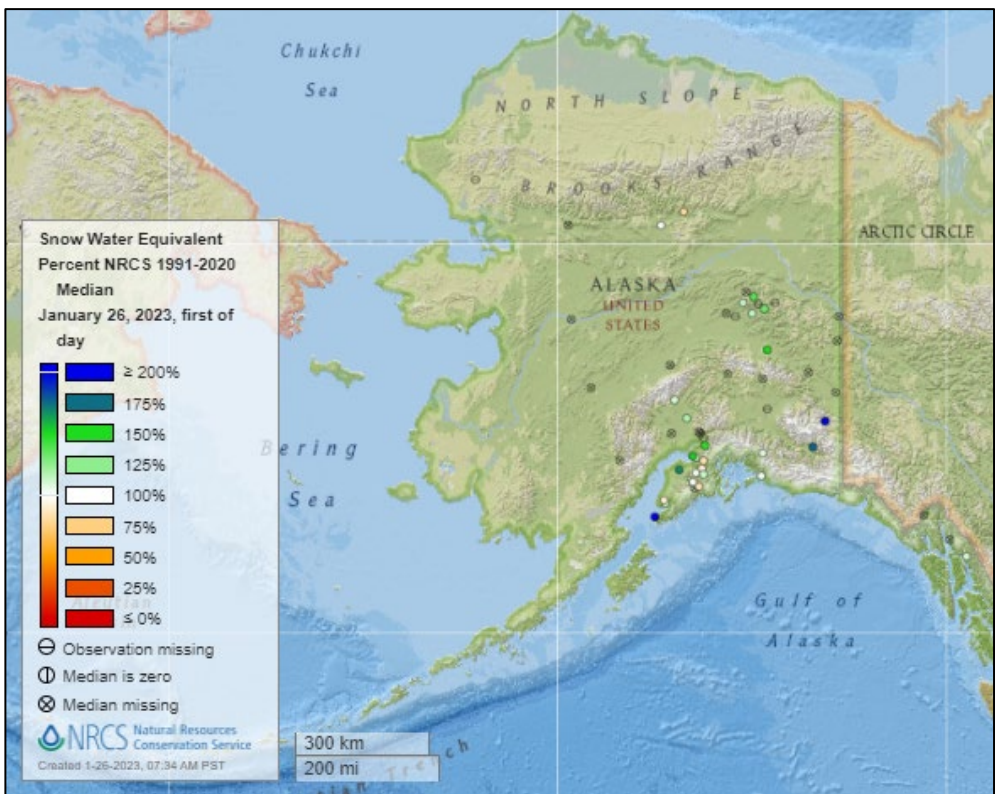 Chukchi
Sea
NORTH SLOPE
BROOKS RANGE
ARCTIC CIRCLE
ALASKA
UNITED
STATES
Bering
Sea
Gulf of
Alaska
Snow Water Equivalent
Percent NRCS 1991-2020
Median
January 26, 2023, first of
day
≥ 200%
175%
150%
125%
100%
75%
50%
25%
≤ 0%
Aleutian
Observation missing
Median is zero
Median missing
NRCS Natural Resources
Conservation Service
Created 1-26-2023, 07:34 AM PST
300 km
200 mi
Trench